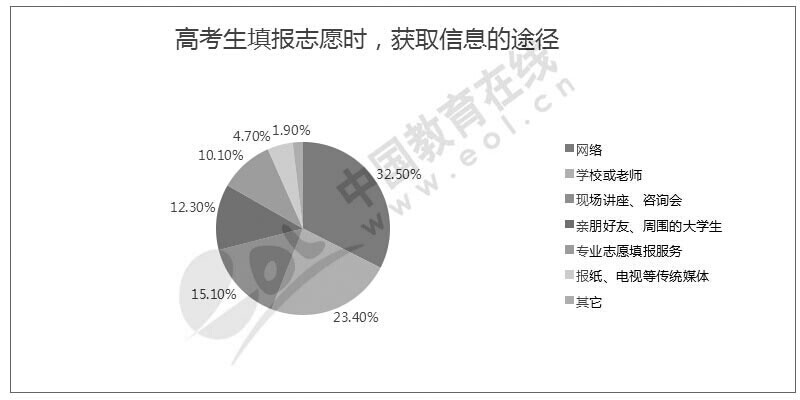 高考生填报志愿时，获取信息的途径
1.90%
4.70%
10.10%
32.50%
12.30%
15.10%
23.40%
网络
学校或老师
现场讲座、咨询会
亲朋好友、周围的大学生
专业志愿填报服务
报纸、电视等传统媒体
其它
中国教育在线
eol.cn
eol